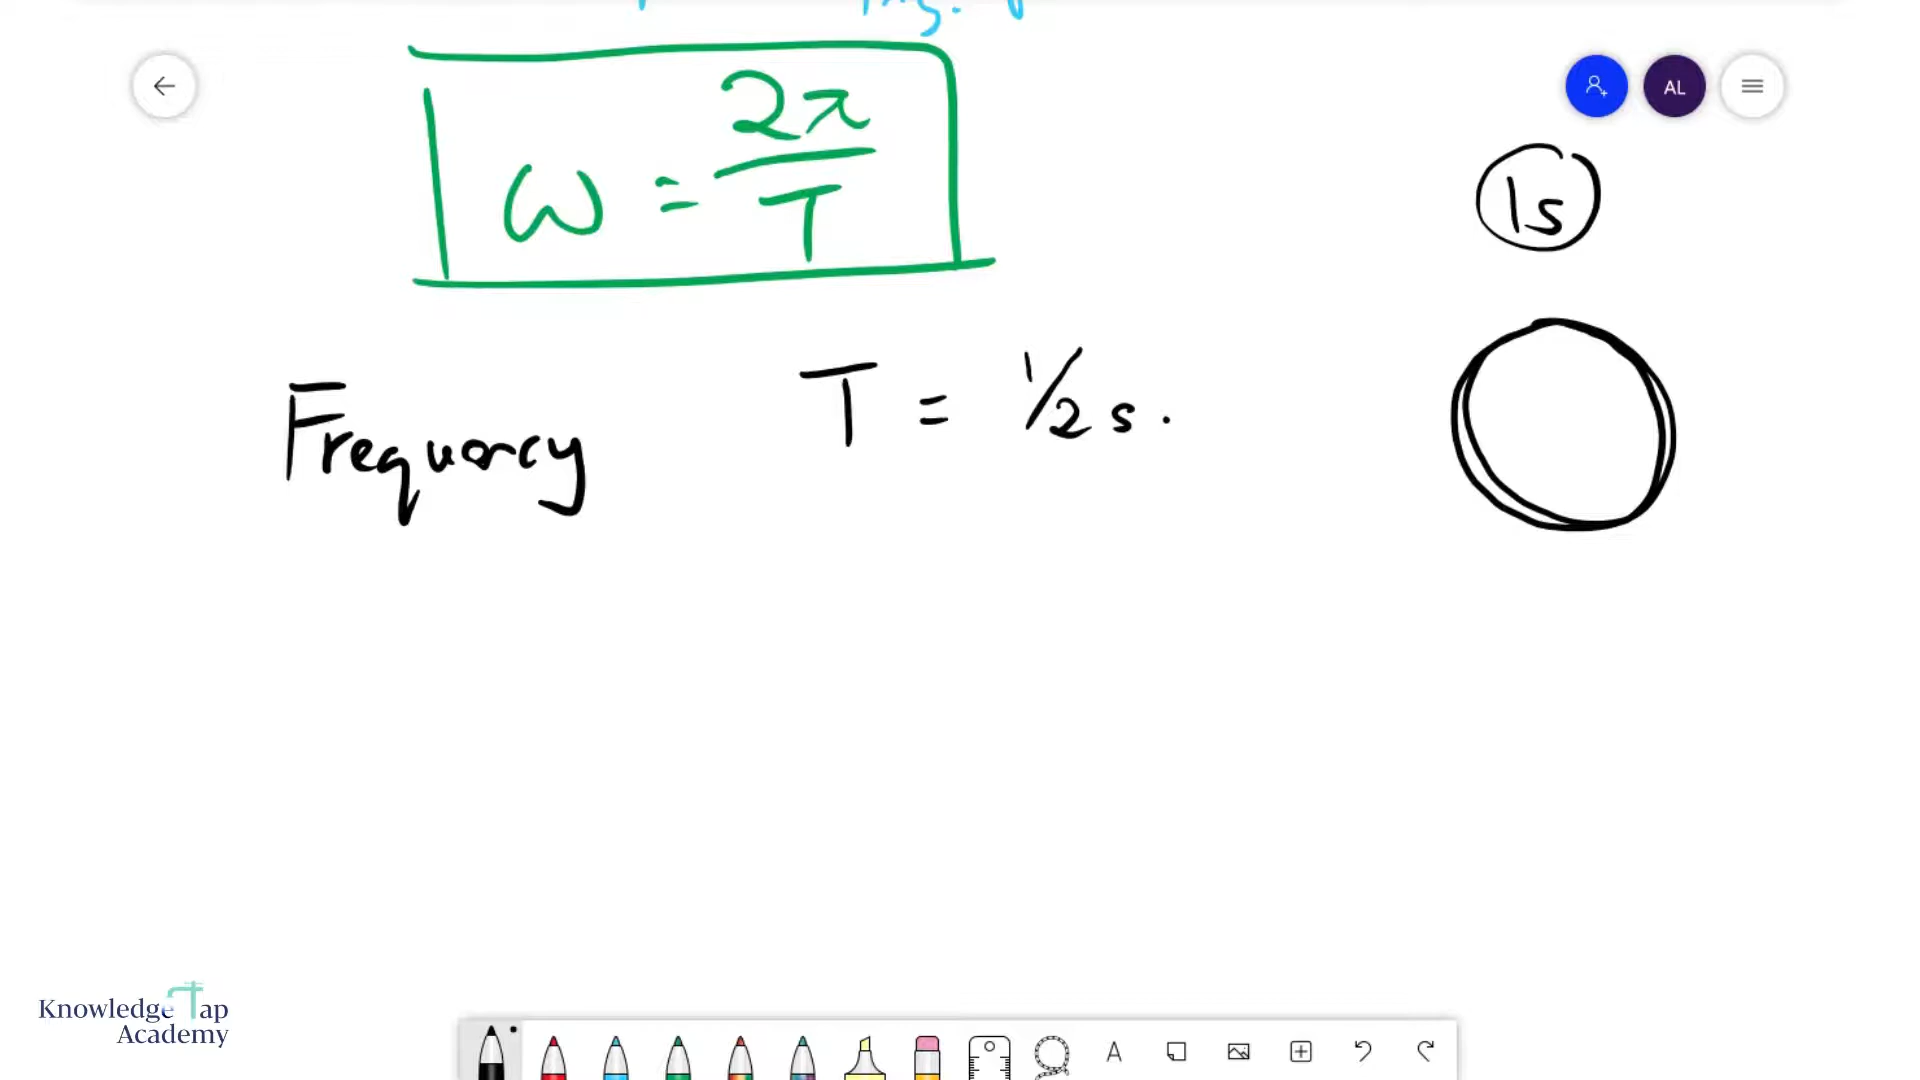 AL
ω = 2π/T
1s
Frequency T = 1/2 s.
Knowledge Tap
Academy
A